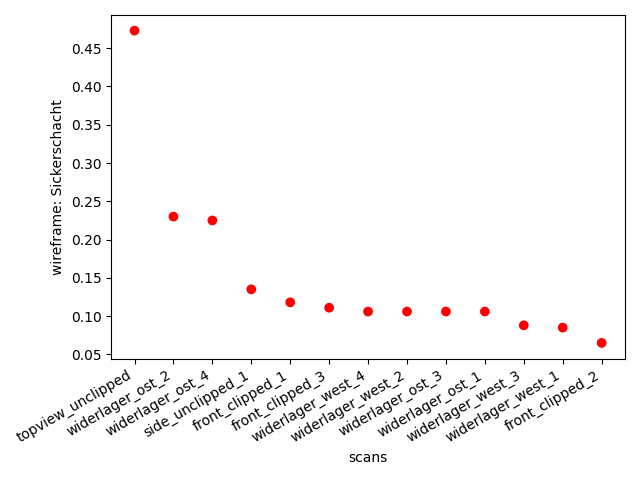 wireframe: Sickerschacht
0.45
0.40
0.35
0.30
0.25
0.20
0.15
0.10
0.05
topview_unclipped
widerlager_ost_2
widerlager_ost_4
side_unclipped_1
front_clipped_1
front_clipped_3
widerlager_west_4
widerlager_west_2
widerlager_ost_3
widerlager_ost_1
widerlager_west_3
widerlager_west_1
front_clipped_2
scans